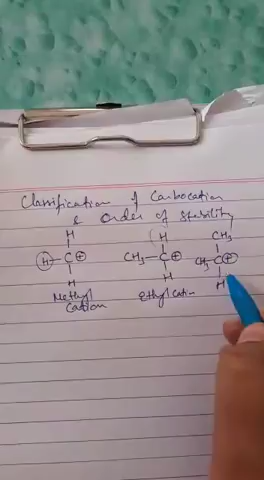 Classification of Carbocation
& Order of Stability
H H CH3
H—C⊕ CH3—C⊕ CH3—C⊕
H H H
Methyl Ethyl Cation
Cation